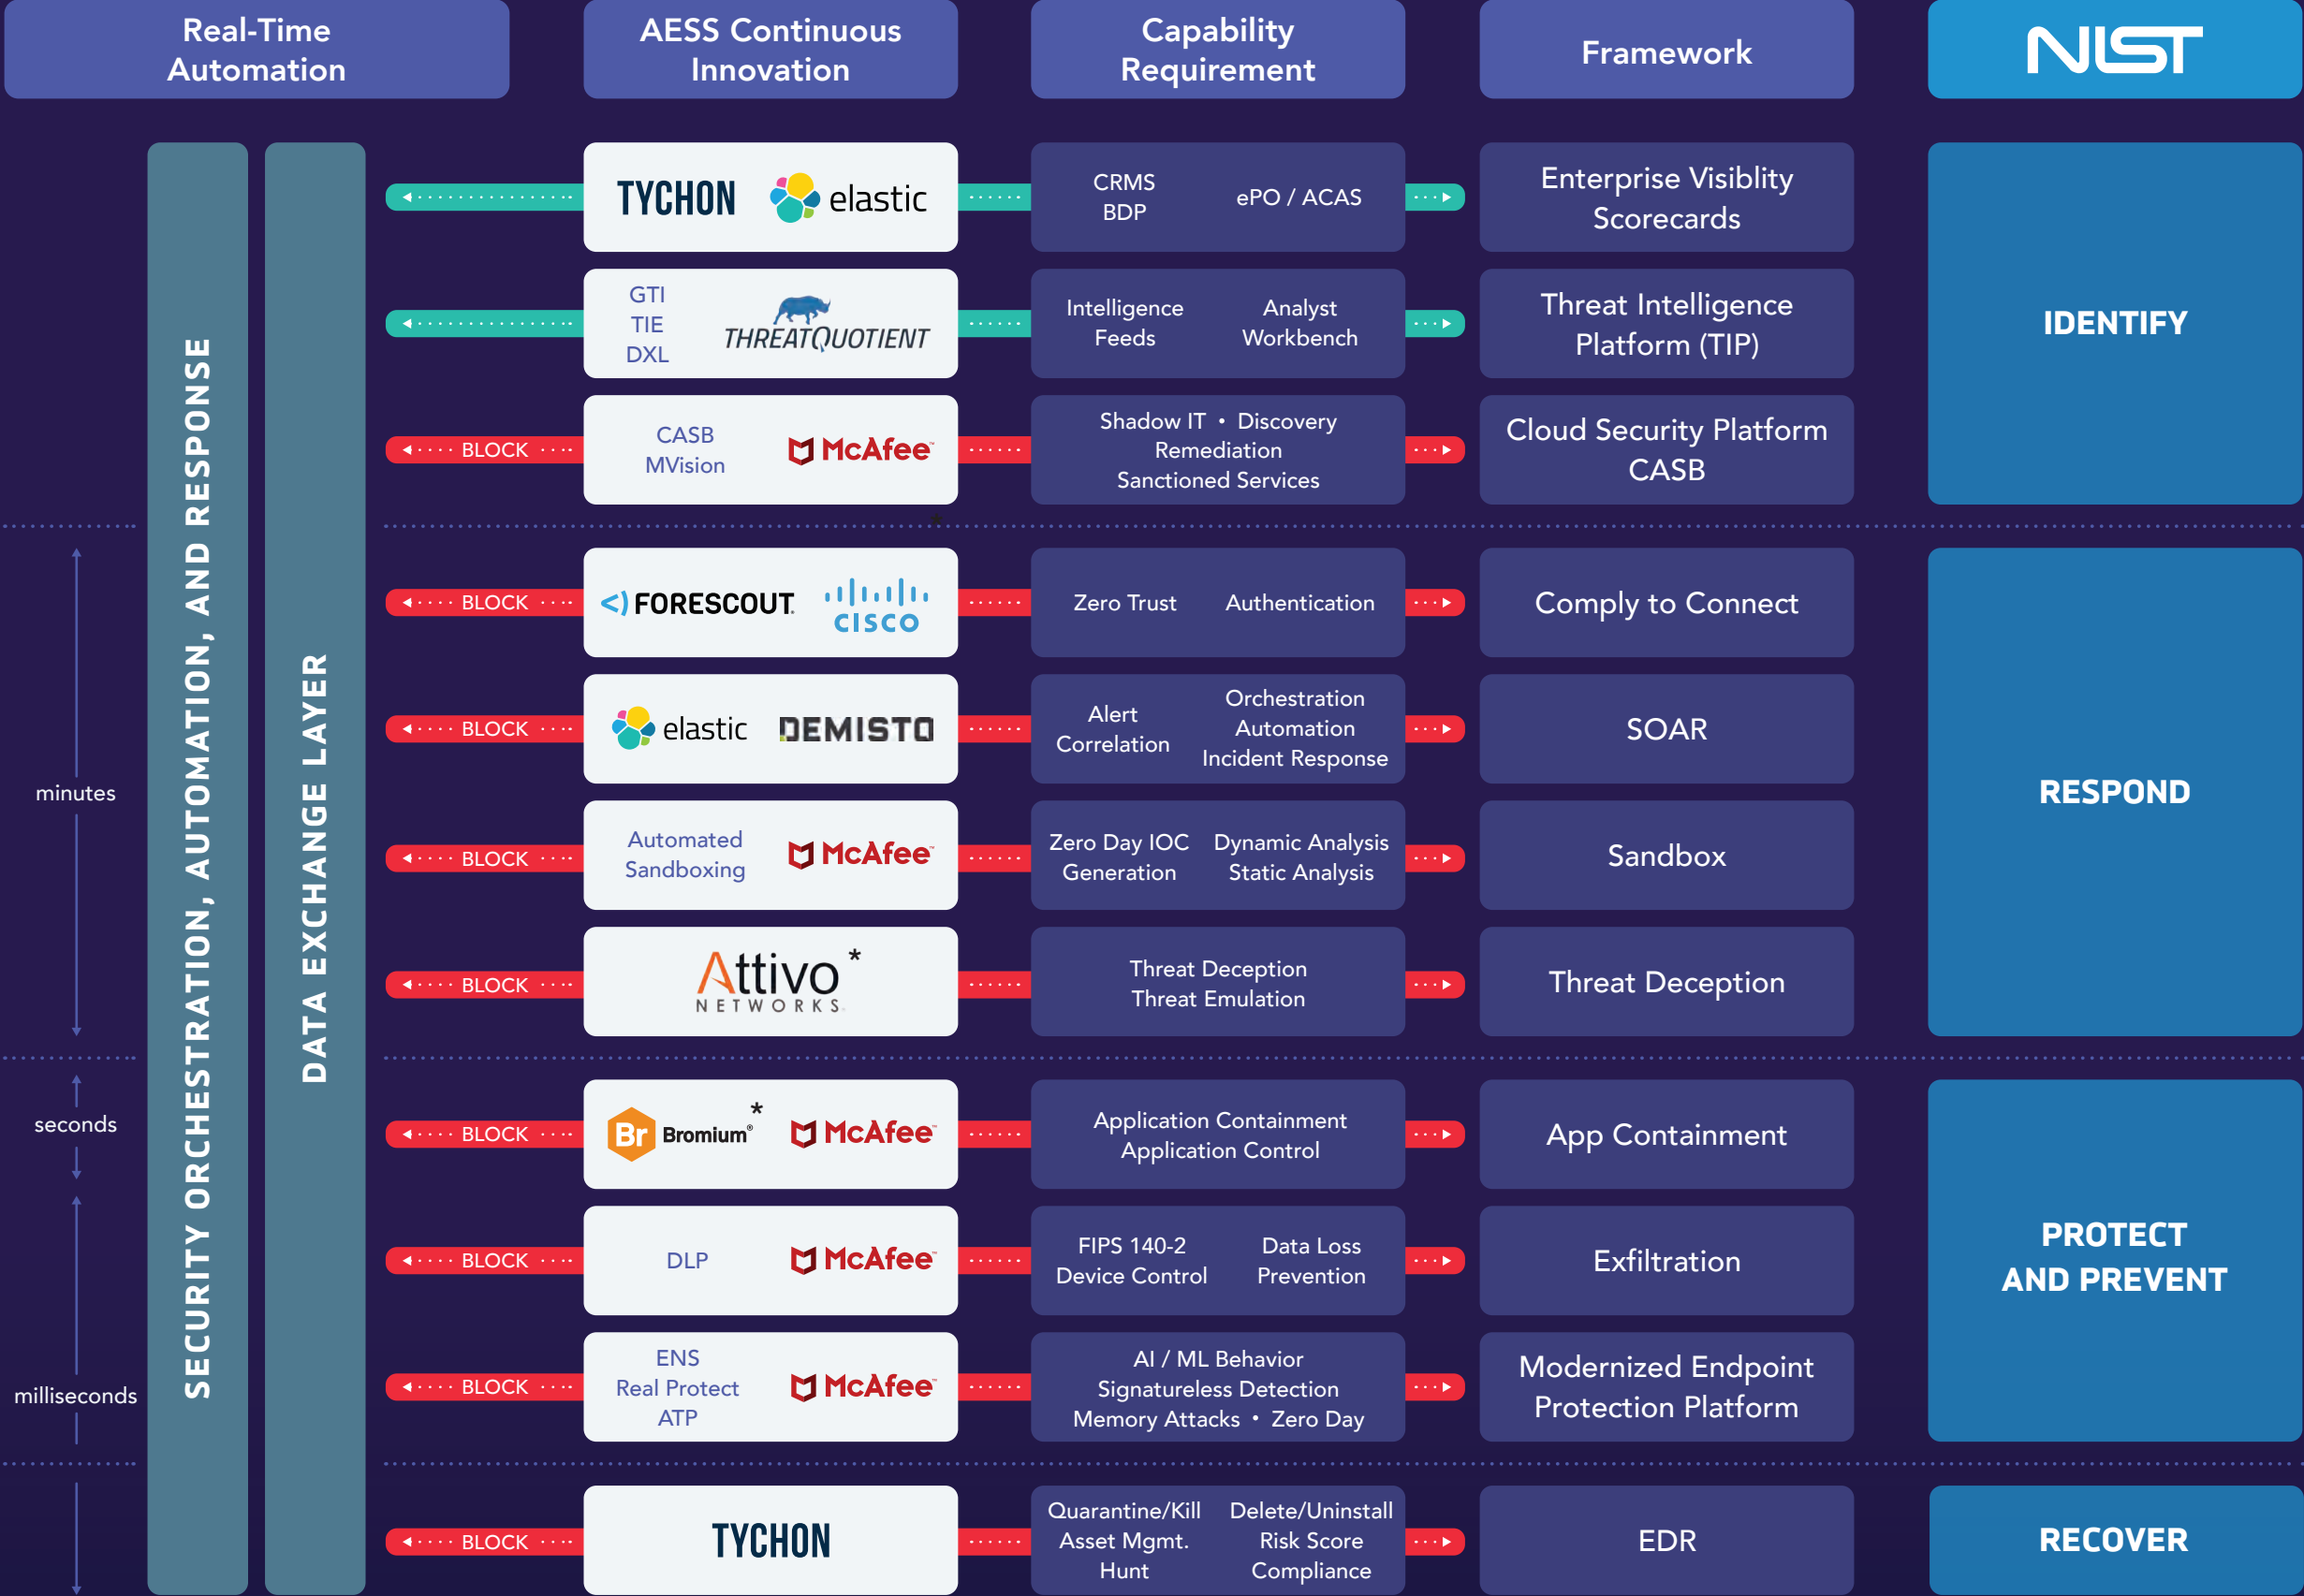 Real-Time
Automation
AESS Continuous
Innovation
Capability
Requirement
Framework
NIST
SECURITY ORCHESTRATION, AUTOMATION, AND RESPONSE
DATA EXCHANGE LAYER
TYCHON
elastic
CRMS
BDP
ePO / ACAS
Enterprise Visiblity
Scorecards
GTI
TIE
DXL
THREATQUOTIENT
Intelligence
Feeds
Analyst
Workbench
Threat Intelligence
Platform (TIP)
IDENTIFY
BLOCK
CASB
MVision
McAfee™
Shadow IT • Discovery
Remediation
Sanctioned Services
Cloud Security Platform
CASB
minutes
BLOCK
<) FORESCOUT.
cisco
Zero Trust
Authentication
Comply to Connect
BLOCK
elastic
DEMISTO
Alert
Correlation
Orchestration
Automation
Incident Response
SOAR
RESPOND
BLOCK
Automated
Sandboxing
McAfee™
Zero Day IOC
Generation
Dynamic Analysis
Static Analysis
Sandbox
BLOCK
Attivo *
NETWORKS
Threat Deception
Threat Emulation
Threat Deception
seconds
BLOCK
Br Bromium® *
McAfee™
Application Containment
Application Control
App Containment
milliseconds
BLOCK
DLP
McAfee™
FIPS 140-2
Device Control
Data Loss
Prevention
Exfiltration
PROTECT
AND PREVENT
BLOCK
ENS
Real Protect
ATP
McAfee™
AI / ML Behavior
Signatureless Detection
Memory Attacks • Zero Day
Modernized Endpoint
Protection Platform
BLOCK
TYCHON
Quarantine/Kill
Asset Mgmt.
Hunt
Delete/Uninstall
Risk Score
Compliance
EDR
RECOVER